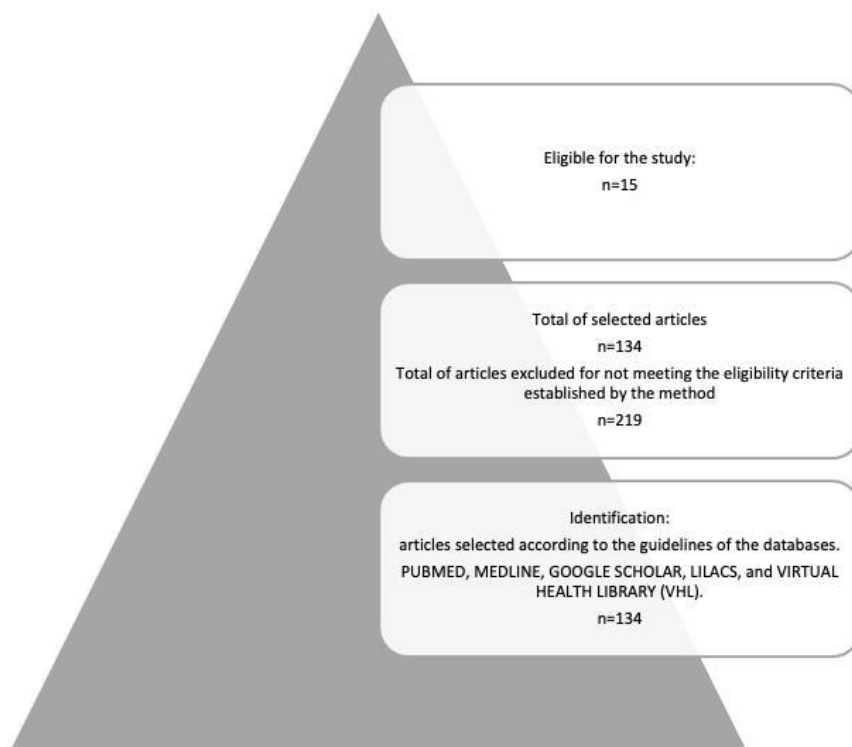 Eligible for the study:
n=15
Total of selected articles
n=134
Total of articles excluded for not meeting the eligibility criteria
established by the method
n=219
Identification:
articles selected according to the guidelines of the databases.
PUBMED, MEDLINE, GOOGLE SCHOLAR, LILACS, and VIRTUAL
HEALTH LIBRARY (VHL).
n=134